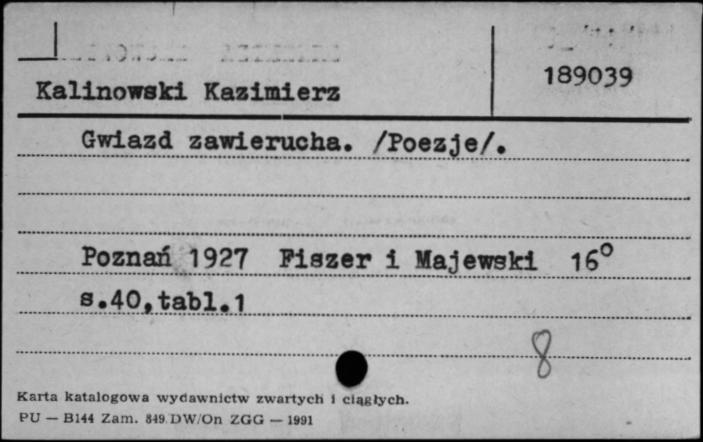 189039
Kalinowski Kazimierz
Gwiazd zawierucha. /Poezje/.
Poznań 1927 Fiszer i Majewski 16°
s.40,tabl.1
8
Karta katalogowa wydawnictw zwartych i ciągłych.
PU — B144 Zam. 849.DW/On ZGG — 1991